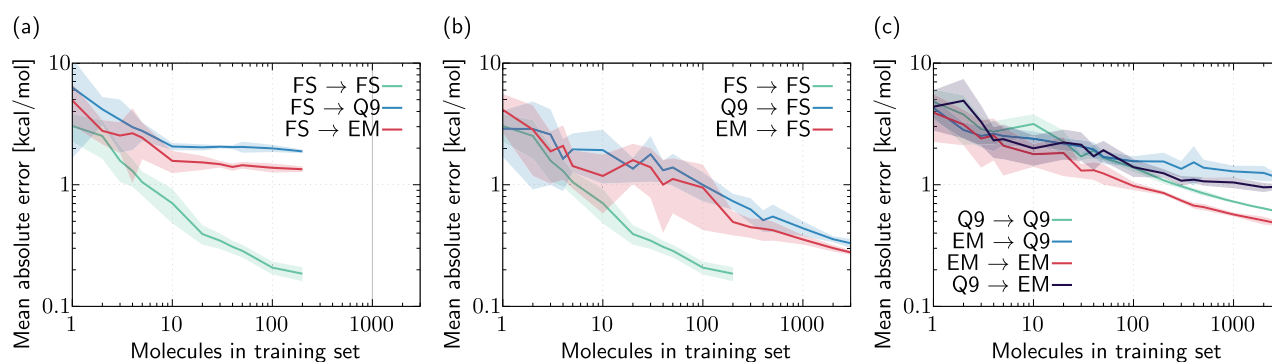 (a)
Mean absolute error [kcal/mol]
10
1
0.1
FS → FS
FS → Q9
FS → EM
1 10 100 1000
Molecules in training set
(b)
Mean absolute error [kcal/mol]
10
1
0.1
FS → FS
Q9 → FS
EM → FS
1 10 100 1000
Molecules in training set
(c)
Mean absolute error [kcal/mol]
10
1
0.1
Q9 → Q9
EM → Q9
EM → EM
Q9 → EM
1 10 100 1000
Molecules in training set